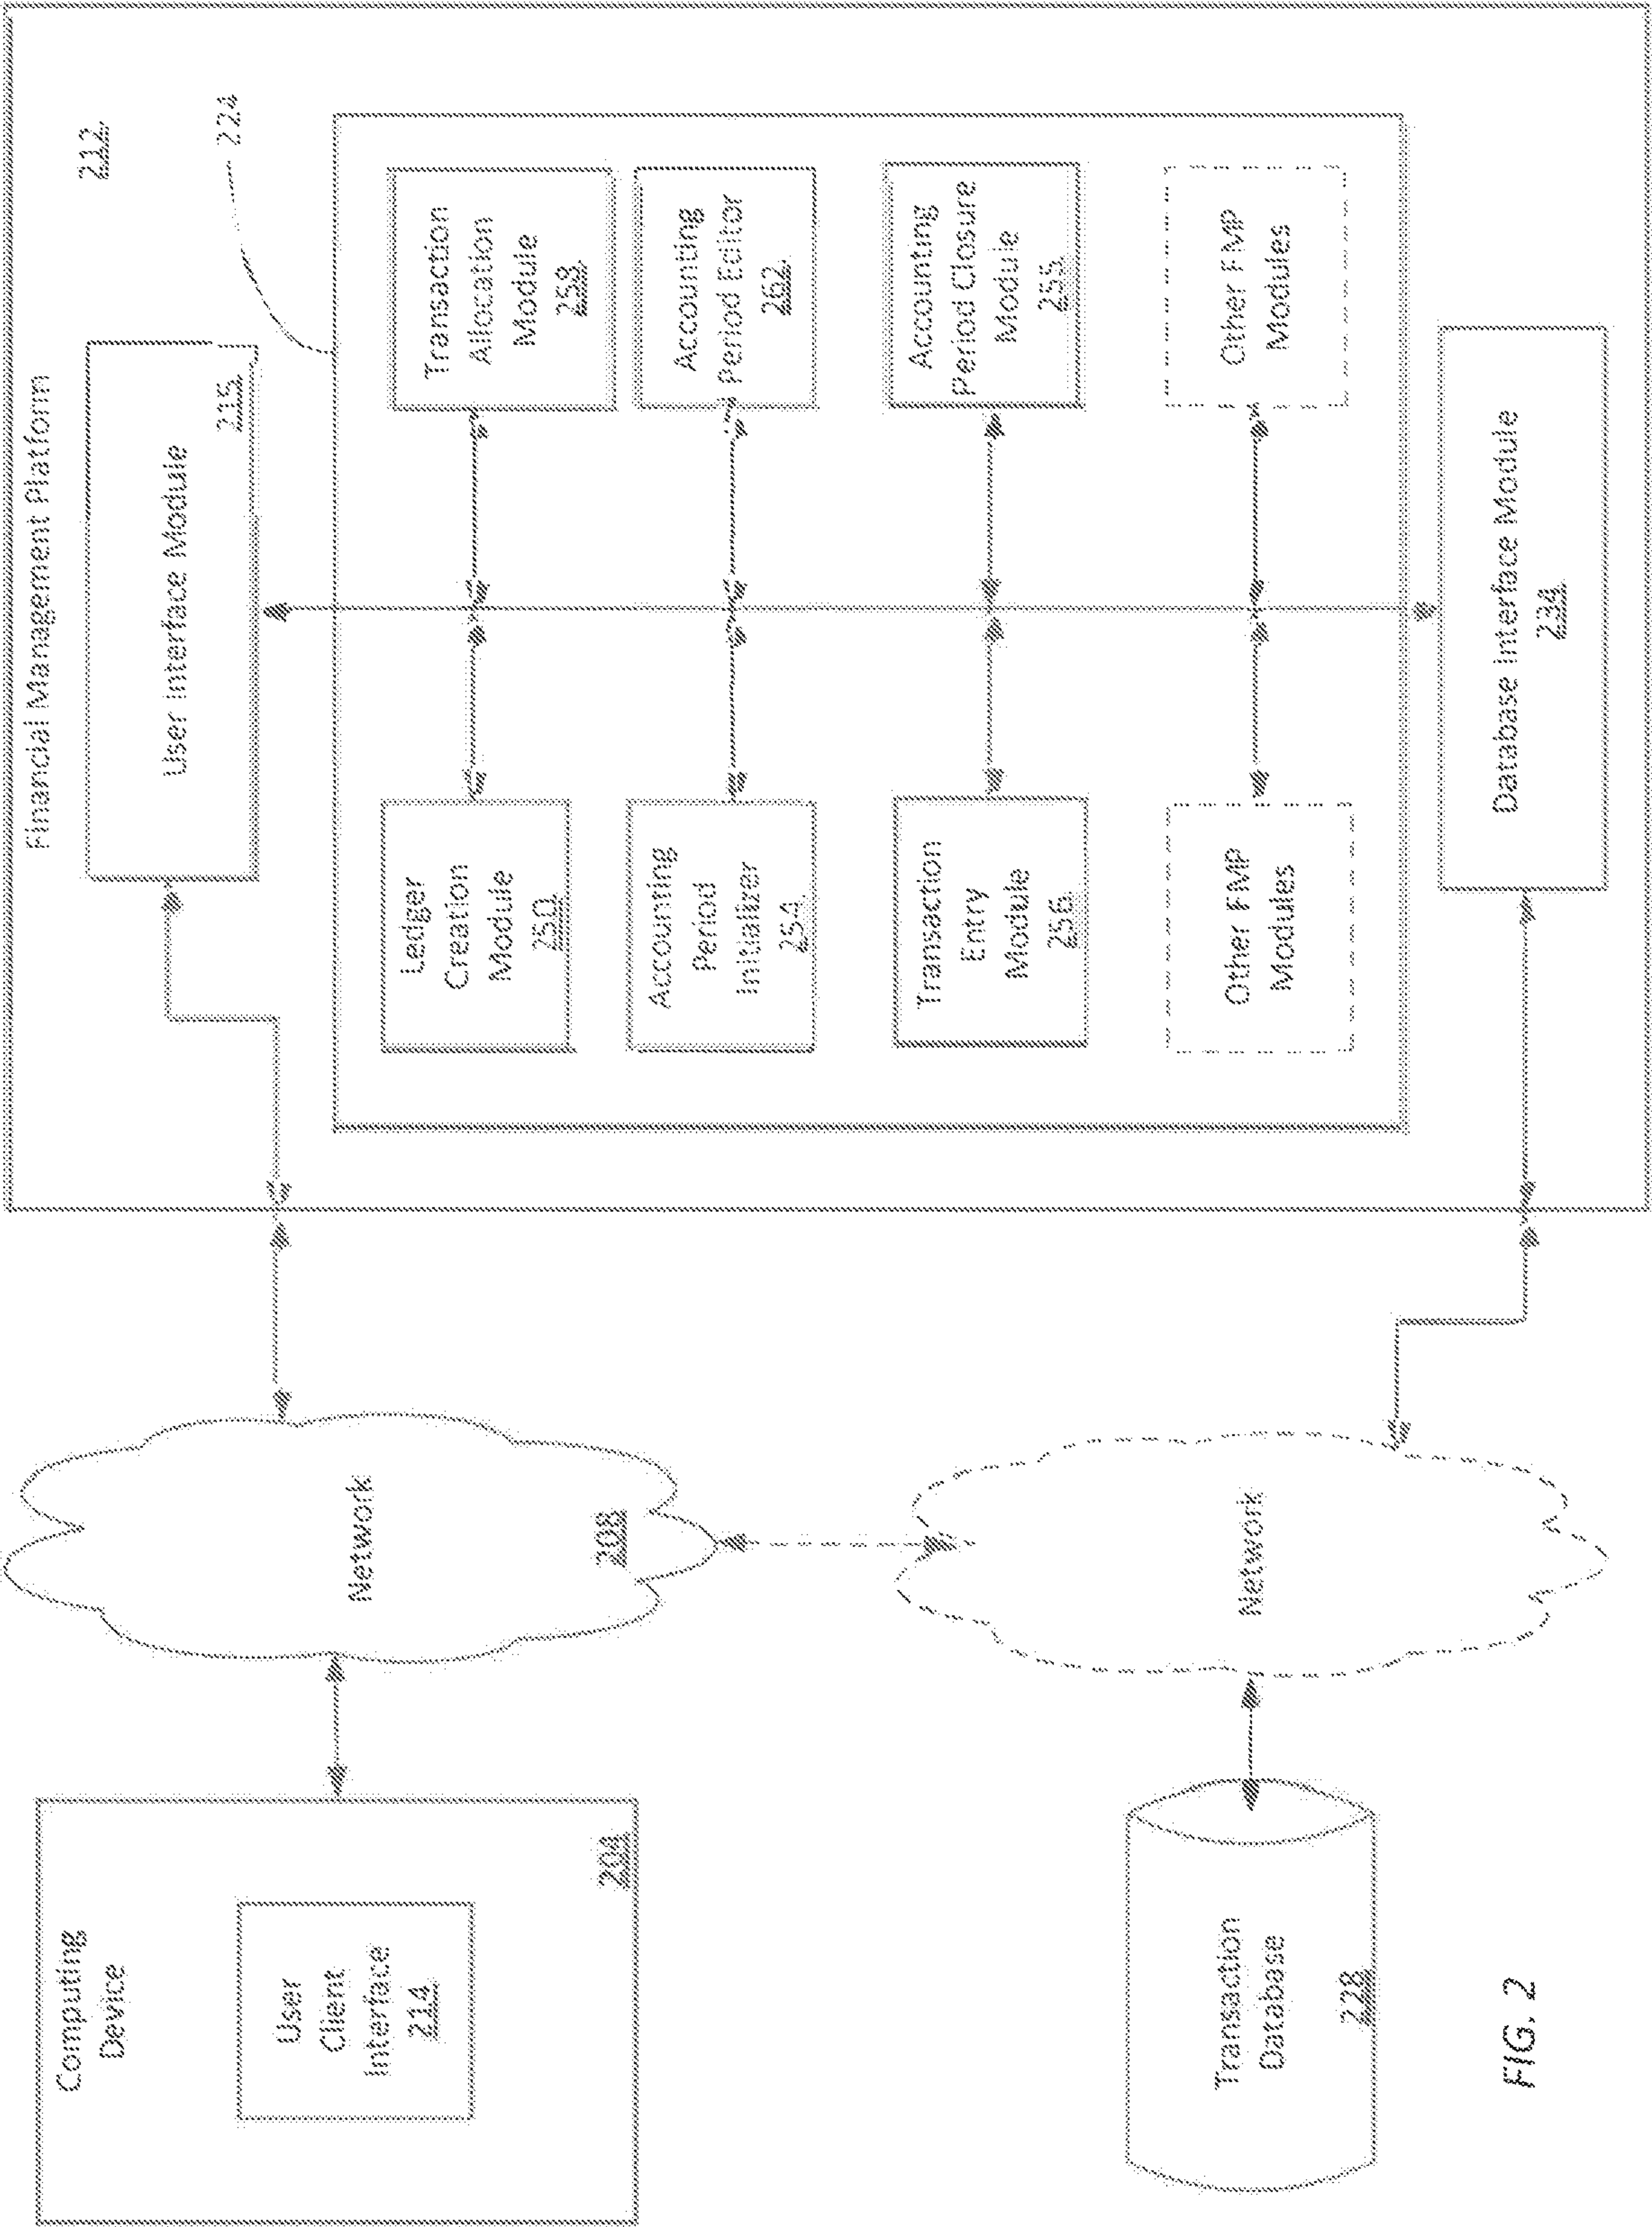 Financial Management Platform
212
User Interface Module
215
224
Ledger
Creation
Module
250
Transaction
Allocation
Module
258
Accounting
Period
Initializer
254
Accounting
Period Editor
262
Transaction
Entry
Module
256
Accounting
Period Closure
Module
255
Other FMP
Modules
Other FMP
Modules
Database Interface Module
234
Computing
Device
User
Client
Interface
214
204
Network
208
Network
Transaction
Database
228
FIG. 2